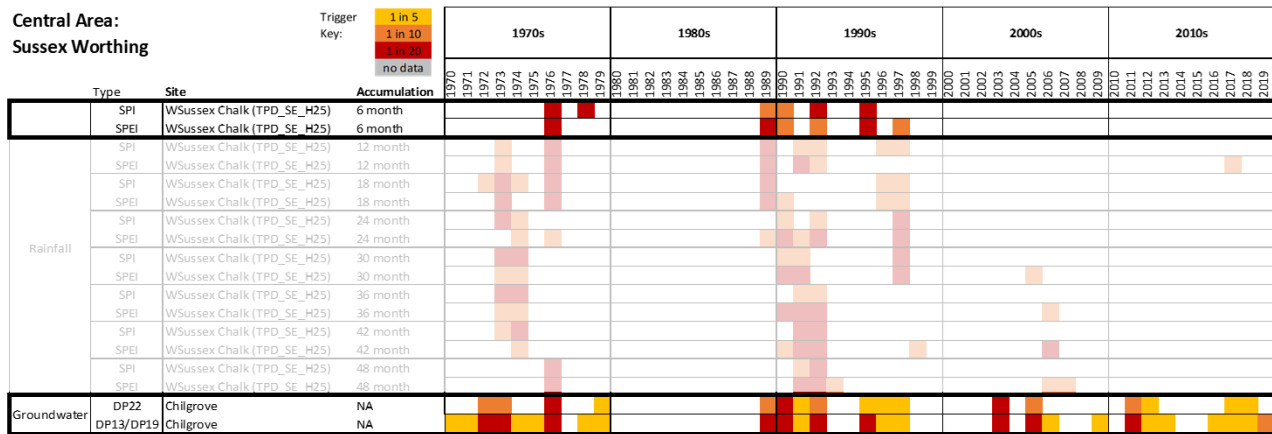 Central Area:
Sussex Worthing
Trigger Key:
1 in 5
1 in 10
1 in 20
no data
1970s 1980s 1990s 2000s 2010s
Type Site Accumulation 1970 1971 1972 1973 1974 1975 1976 1977 1978 1979 1980 1981 1982 1983 1984 1985 1986 1987 1988 1989 1990 1991 1992 1993 1994 1995 1996 1997 1998 1999 2000 2001 2002 2003 2004 2005 2006 2007 2008 2009 2010 2011 2012 2013 2014 2015 2016 2017 2018 2019
SPI WSussex Chalk (TPD_SE_H25) 6 month
SPEI WSussex Chalk (TPD_SE_H25) 6 month
Rainfall
SPI WSussex Chalk (TPD_SE_H25) 12 month
SPEI WSussex Chalk (TPD_SE_H25) 12 month
SPI WSussex Chalk (TPD_SE_H25) 18 month
SPEI WSussex Chalk (TPD_SE_H25) 18 month
SPI WSussex Chalk (TPD_SE_H25) 24 month
SPEI WSussex Chalk (TPD_SE_H25) 24 month
SPI WSussex Chalk (TPD_SE_H25) 30 month
SPEI WSussex Chalk (TPD_SE_H25) 30 month
SPI WSussex Chalk (TPD_SE_H25) 36 month
SPEI WSussex Chalk (TPD_SE_H25) 36 month
SPI WSussex Chalk (TPD_SE_H25) 42 month
SPEI WSussex Chalk (TPD_SE_H25) 42 month
SPI WSussex Chalk (TPD_SE_H25) 48 month
SPEI WSussex Chalk (TPD_SE_H25) 48 month
Groundwater
DP22 Chilgrove NA
DP13/DP19 Chilgrove NA